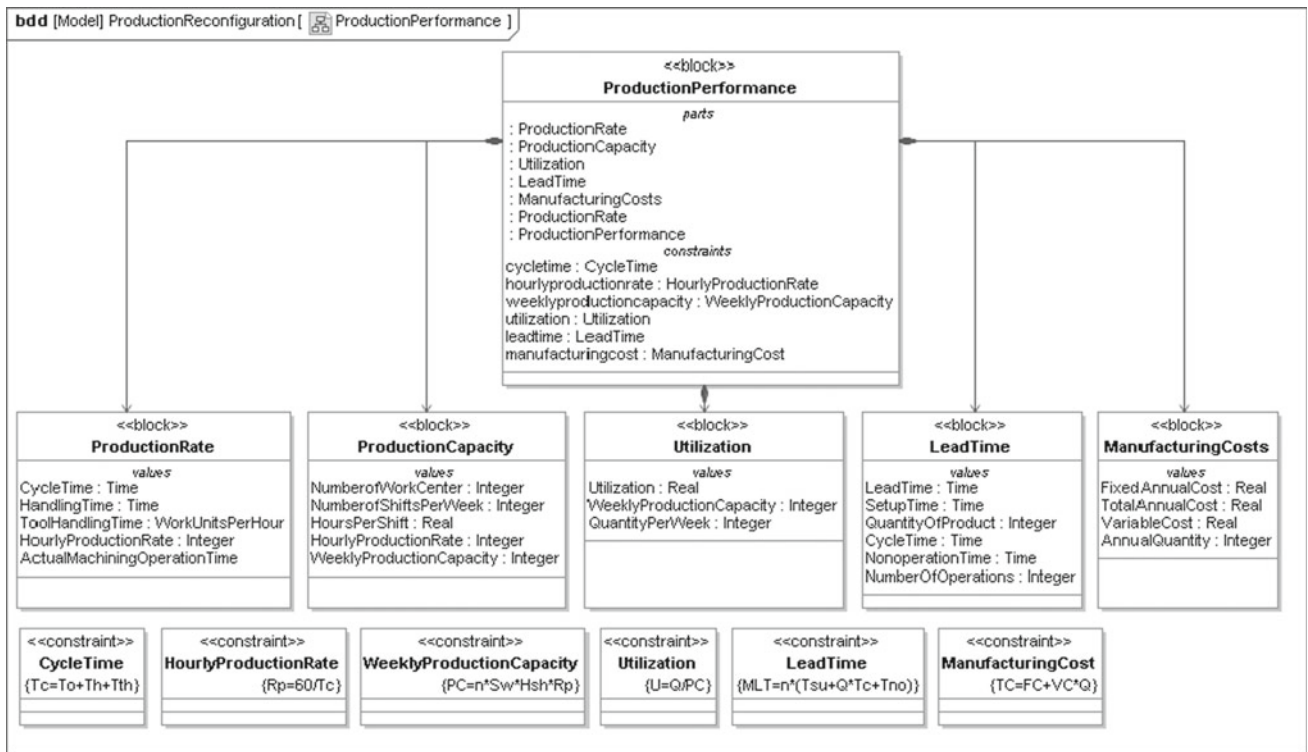 bdd [Model] ProductionReconfiguration [ ProductionPerformance ]
<<block>>
ProductionPerformance
parts
: ProductionRate
: ProductionCapacity
: Utilization
: LeadTime
: ManufacturingCosts
: ProductionRate
: ProductionPerformance
constraints
cycletime : CycleTime
hourlyproductionrate : HourlyProductionRate
weeklyproductioncapacity : WeeklyProductionCapacity
utilization : Utilization
leadtime : LeadTime
manufacturingcost : ManufacturingCost
<<block>>
ProductionRate
values
CycleTime : Time
HandlingTime : Time
ToolHandlingTime : WorkUnitsPerHour
HourlyProductionRate : Integer
ActualMachiningOperationTime
<<block>>
ProductionCapacity
values
NumberofWorkCenter : Integer
NumberofShiftsPerWeek : Integer
HoursPerShift : Real
HourlyProductionRate : Integer
WeeklyProductionCapacity : Integer
<<block>>
Utilization
values
Utilization : Real
WeeklyProductionCapacity : Integer
QuantityPerWeek : Integer
<<block>>
LeadTime
values
LeadTime : Time
SetupTime : Time
QuantityOfProduct : Integer
CycleTime : Time
NonoperationTime : Time
NumberOfOperations : Integer
<<block>>
ManufacturingCosts
values
FixedAnnualCost : Real
TotalAnnualCost : Real
VariableCost : Real
AnnualQuantity : Integer
<<constraint>>
CycleTime
{Tc=To+Th+Tth}
<<constraint>>
HourlyProductionRate
{Rp=60/Tc}
<<constraint>>
WeeklyProductionCapacity
{PC=n*Sw*Hsh*Rp}
<<constraint>>
Utilization
{U=Q/PC}
<<constraint>>
LeadTime
{MLT=n*(Tsu+Q*Tc+Tno)}
<<constraint>>
ManufacturingCost
{TC=FC+VC*Q}